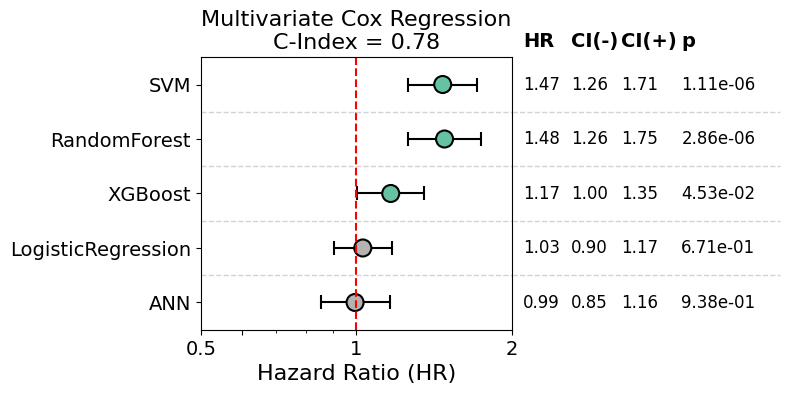 Multivariate Cox Regression
C-Index = 0.78
HR CI(-) CI(+) p
SVM 1.47 1.26 1.71 1.11e-06
RandomForest 1.48 1.26 1.75 2.86e-06
XGBoost 1.17 1.00 1.35 4.53e-02
LogisticRegression 1.03 0.90 1.17 6.71e-01
ANN 0.99 0.85 1.16 9.38e-01
0.5 1 2
Hazard Ratio (HR)